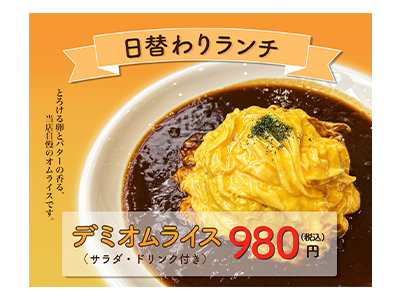 日替わりランチ
とろける卵とバターの香る、
当店自慢のオムライスです。
デミオムライス
(サラダ・ドリンク付き)
980円(税込)